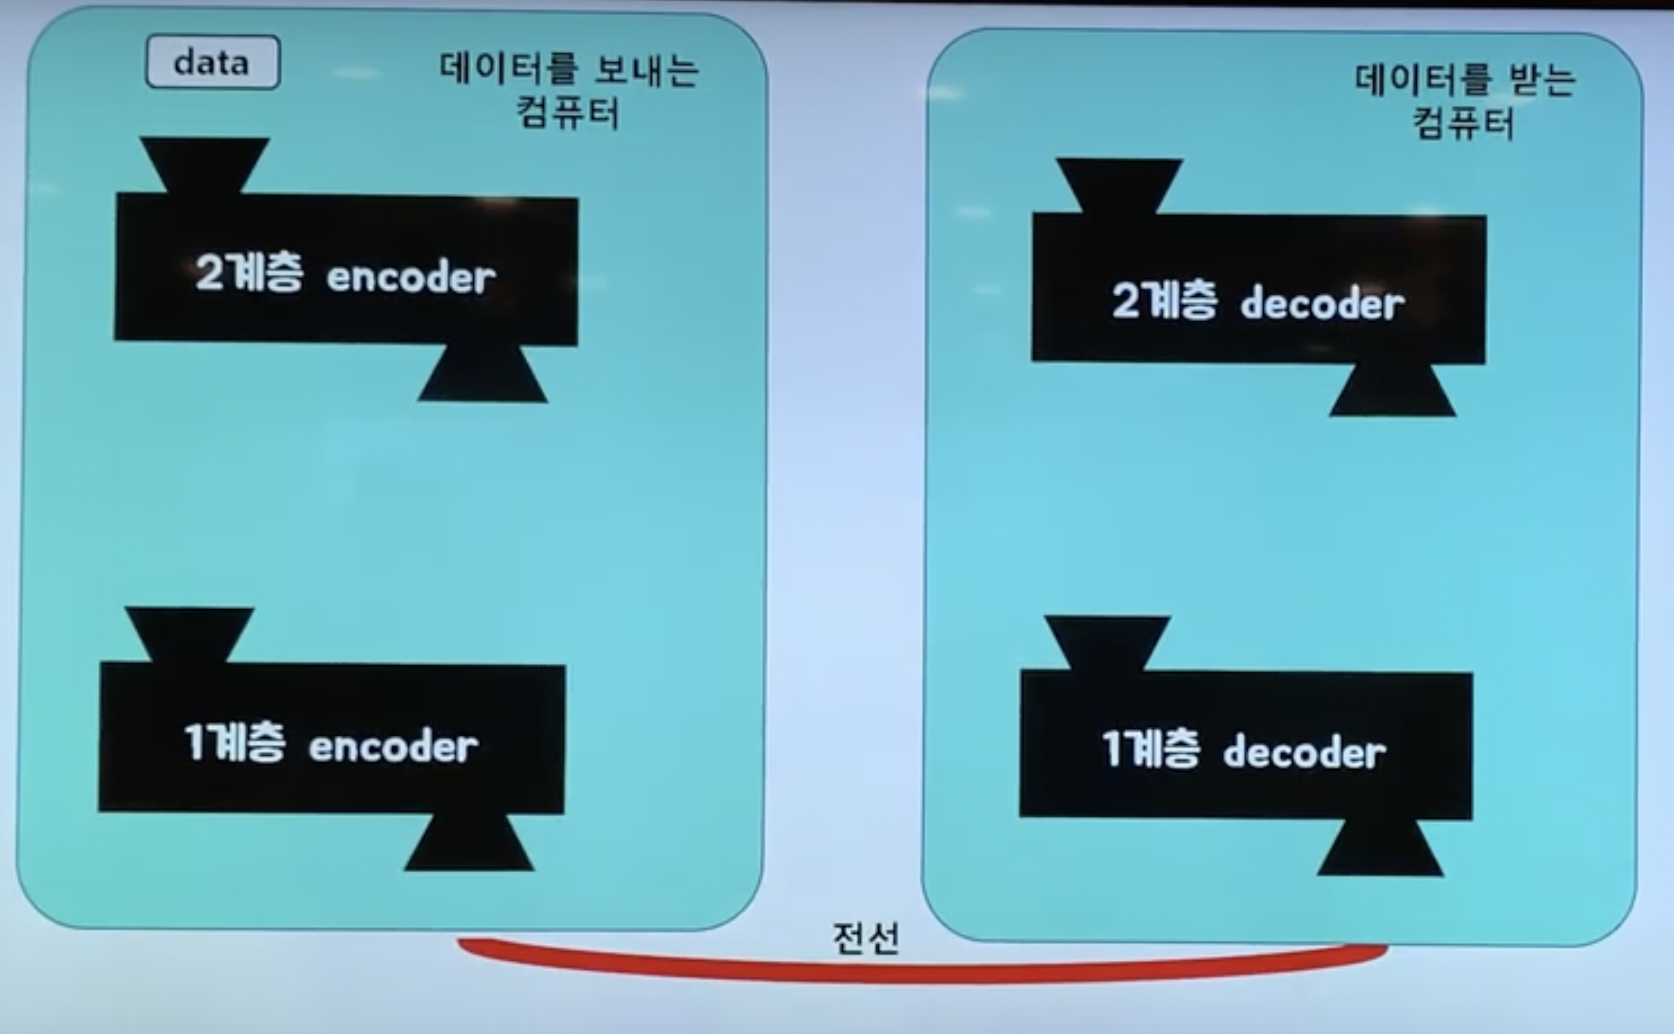 data
데이터를 보내는
컴퓨터
2계층 encoder
1계층 encoder
데이터를 받는
컴퓨터
2계층 decoder
1계층 decoder
전선